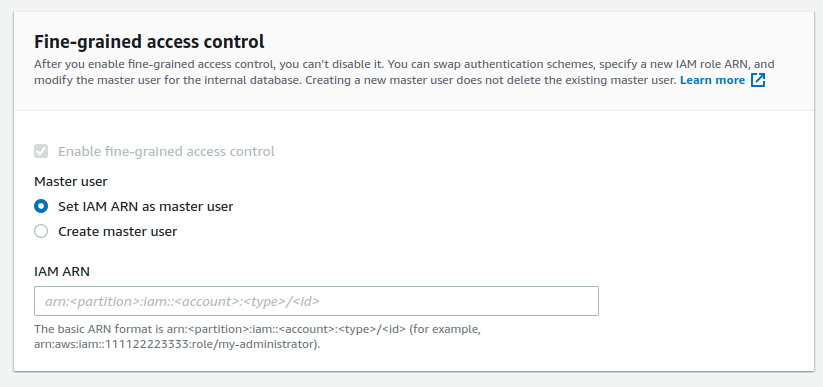 Fine-grained access control
After you enable fine-grained access control, you can't disable it. You can swap authentication schemes, specify a new IAM role ARN, and
modify the master user for the internal database. Creating a new master user does not delete the existing master user. Learn more
Enable fine-grained access control
Master user
Set IAM ARN as master user
Create master user
IAM ARN
arn:<partition>:iam::<account>:<type>/<id>
The basic ARN format is arn:<partition>:iam::<account>:<type>/<id> (for example,
arn:aws:iam::111122223333:role/my-administrator).